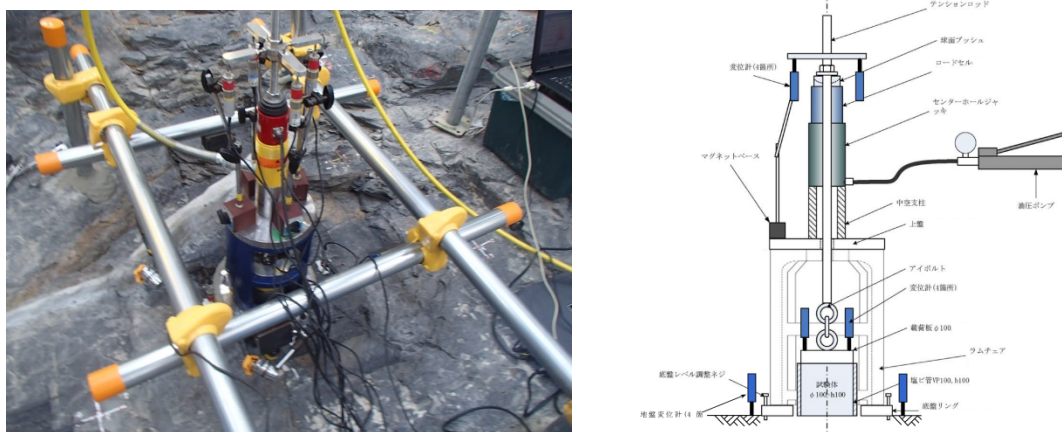 テンションロッド
球面ブッシュ
ロードセル
変位計(4箇所)
センターホールジャ
ッキ
マグネットベース
油圧ポンプ
中空支柱
上盤
アイボルト
変位計(4箇所)
載荷板φ100
ラムチェア
底盤レベル調整ネジ
試験体
φ100-h100
塩ビ管VP100,h100
地盤変位計(4 箇
底盤リング